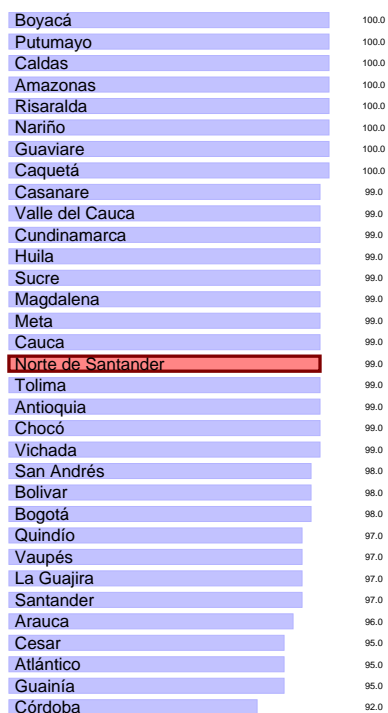 Boyacá 100.0
Putumayo 100.0
Caldas 100.0
Amazonas 100.0
Risaralda 100.0
Nariño 100.0
Guaviare 100.0
Caquetá 100.0
Casanare 99.0
Valle del Cauca 99.0
Cundinamarca 99.0
Huila 99.0
Sucre 99.0
Magdalena 99.0
Meta 99.0
Cauca 99.0
Norte de Santander 99.0
Tolima 99.0
Antioquia 99.0
Chocó 99.0
Vichada 99.0
San Andrés 98.0
Bolivar 98.0
Bogotá 98.0
Quindío 97.0
Vaupés 97.0
La Guajira 97.0
Santander 97.0
Arauca 96.0
Cesar 95.0
Atlántico 95.0
Guainía 95.0
Córdoba 92.0